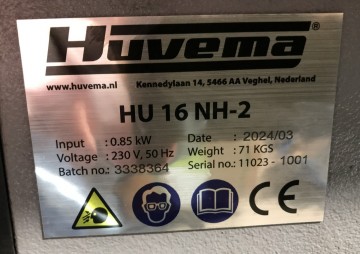 Huvema®
www.huvema.nl Kennedylaan 14, 5466 AA Veghel, Nederland
HU 16 NH-2
Input : 0.85 kW Date : 2024/03
Voltage : 230 V, 50 Hz Weight : 71 KGS
Batch no.: 3338364 Serial no.: 11023 - 1001
CE